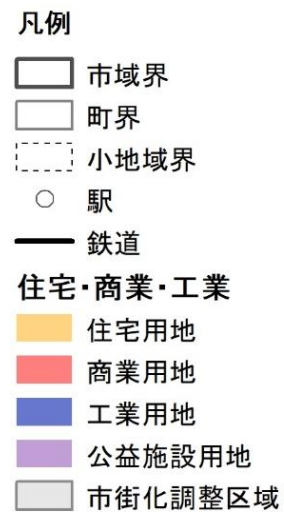 凡例
市域界
町界
小地域界
駅
鉄道
住宅・商業・工業
住宅用地
商業用地
工業用地
公益施設用地
市街化調整区域